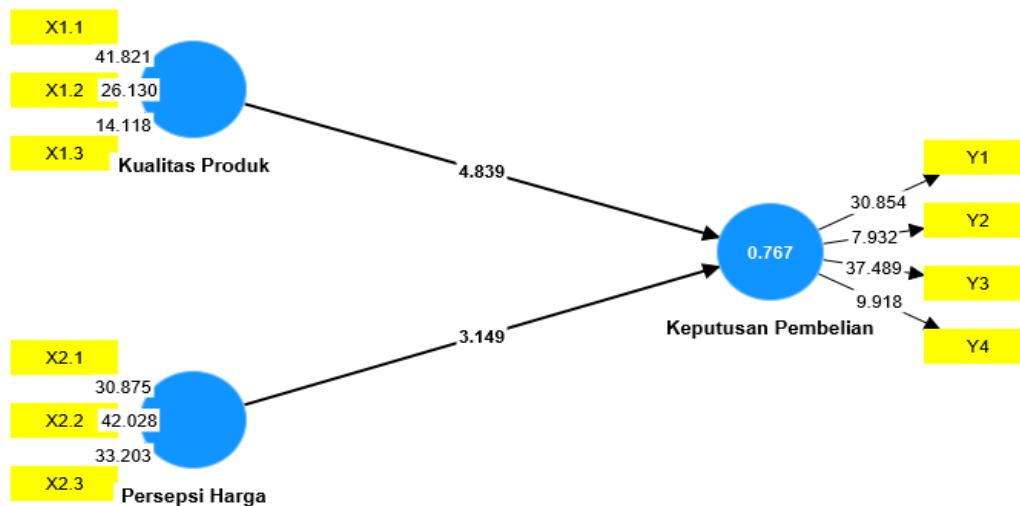 X1.1
41.821
X1.2
26.130
14.118
X1.3
Kualitas Produk
4.839
Y1
30.854
Y2
7.932
0.767
37.489
Y3
9.918
Keputusan Pembelian
Y4
3.149
X2.1
30.875
X2.2
42.028
33.203
X2.3
Persepsi Harga